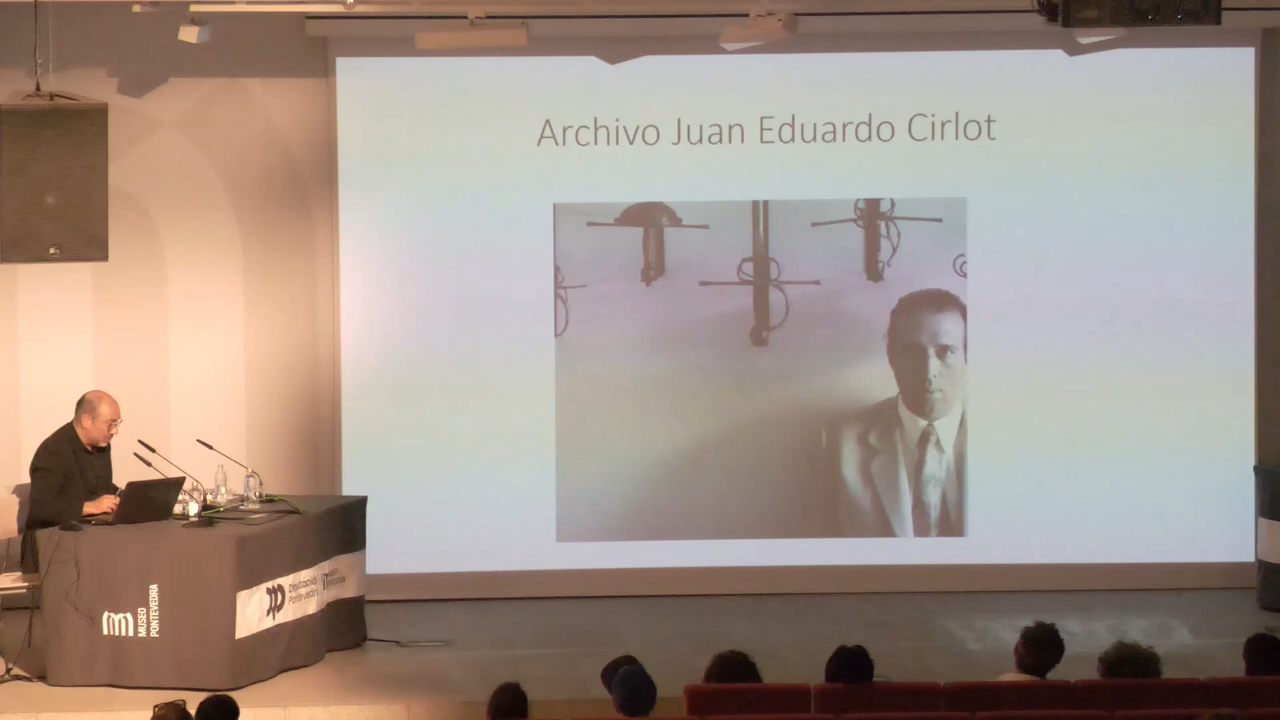 Archivo Juan Eduardo Cirlot
MUSEO
PONTEVEDRA
Deputación
Pontevedra